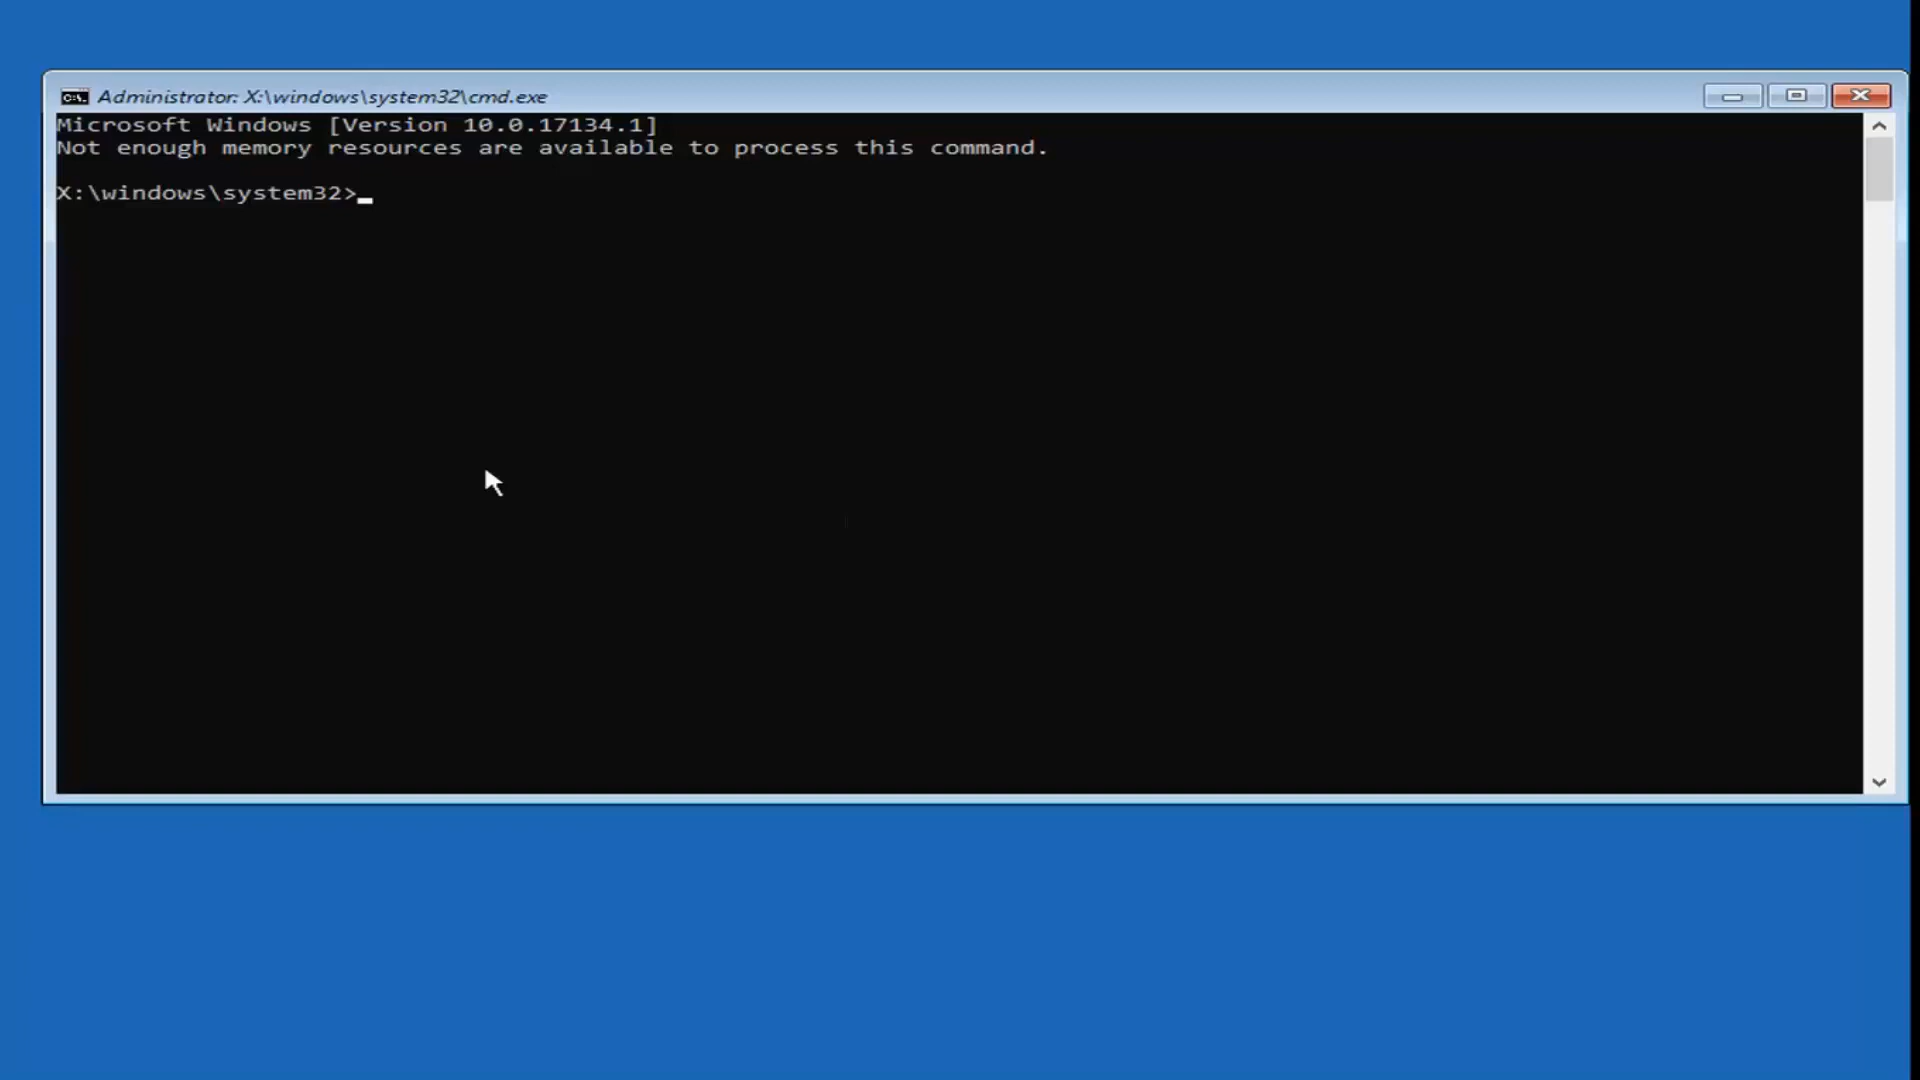 Administrator: X:\windows\system32\cmd.exe
Microsoft Windows [Version 10.0.17134.1]
Not enough memory resources are available to process this command.
X:\windows\system32>